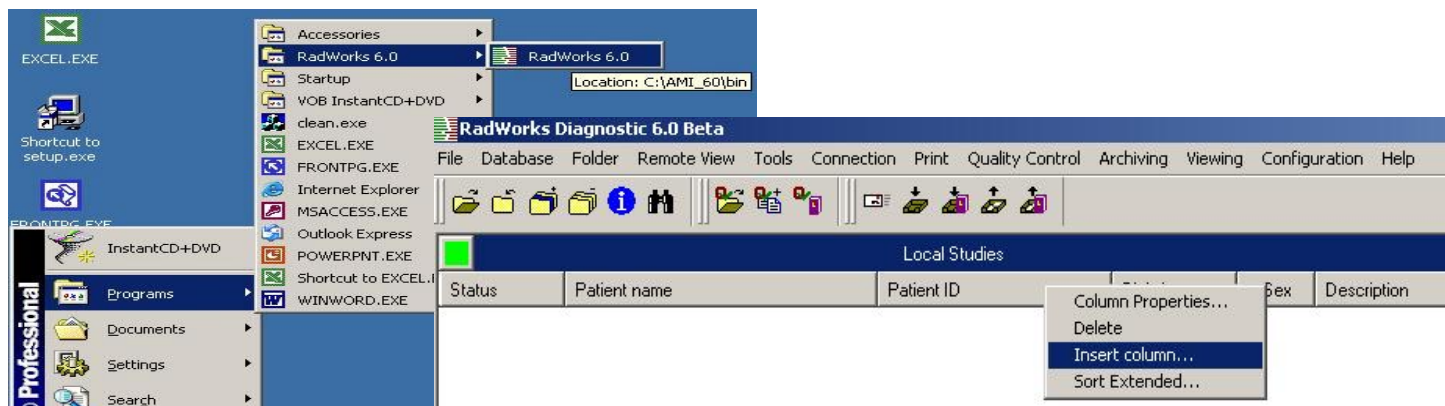 EXCEL.EXE
Shortcut to
setup.exe
InstantCD+DVD
Programs
Documents
Settings
Search
Professional
Accessories
RadWorks 6.0
Startup
VOB InstantCD+DVD
clean.exe
EXCEL.EXE
FRONTPG.EXE
Internet Explorer
MSACCESS.EXE
Outlook Express
POWERPNT.EXE
Shortcut to EXCEL.
WINWORD.EXE
RadWorks 6.0
Location: C:\AMI_60\bin
RadWorks Diagnostic 6.0 Beta
File Database Folder Remote View Tools Connection Print Quality Control Archiving Viewing Configuration Help
Local Studies
Status Patient name Patient ID Sex Description
Column Properties...
Delete
Insert column...
Sort Extended...